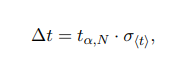 Δt = t_{α,N} · σ_{⟨t⟩},